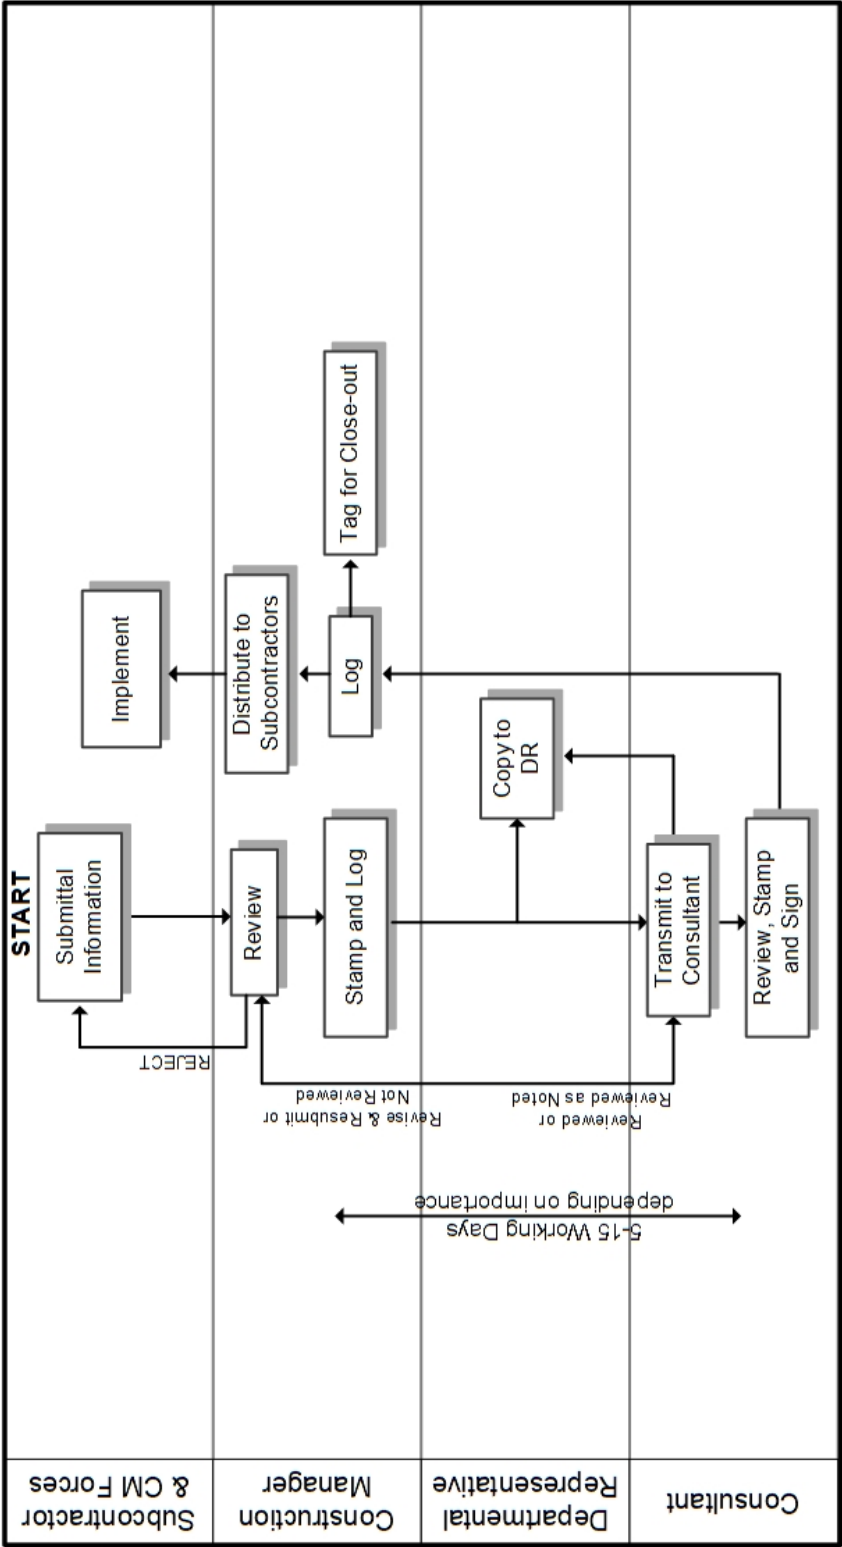 START
Submittal
Information
REJECT
Review
Stamp and Log
Revise & Resubmit or
Not Reviewed
Reviewed or
Reviewed as Noted
5-15 Working Days
depending on importance
Transmit to
Consultant
Review, Stamp
and Sign
Copy to
DR
Implement
Distribute to
Subcontractors
Log
Tag for Close-out
Subcontractor
& CM Forces
Construction
Manager
Departmental
Representative
Consultant